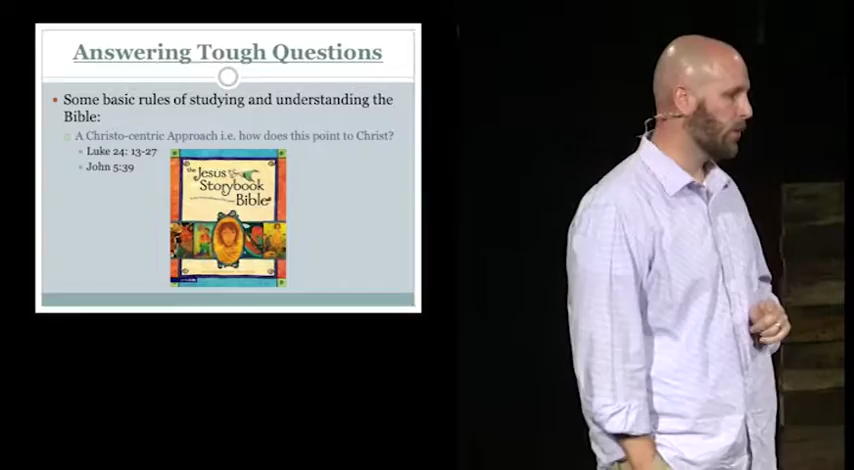 Answering Tough Questions
Some basic rules of studying and understanding the
Bible:
A Christo-centric Approach i.e. how does this point to Christ?
Luke 24: 13-27
John 5:39
the Jesus
Storybook
Bible